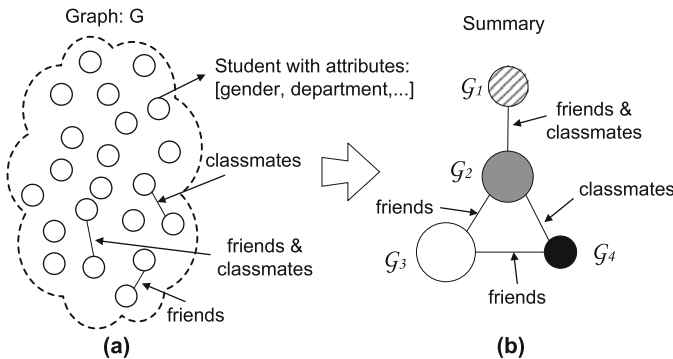 Graph: G
Student with attributes:
[gender, department,...]
classmates
friends &
classmates
friends
(a)
Summary
G1
friends &
classmates
G2
classmates
friends
G3
G4
friends
(b)